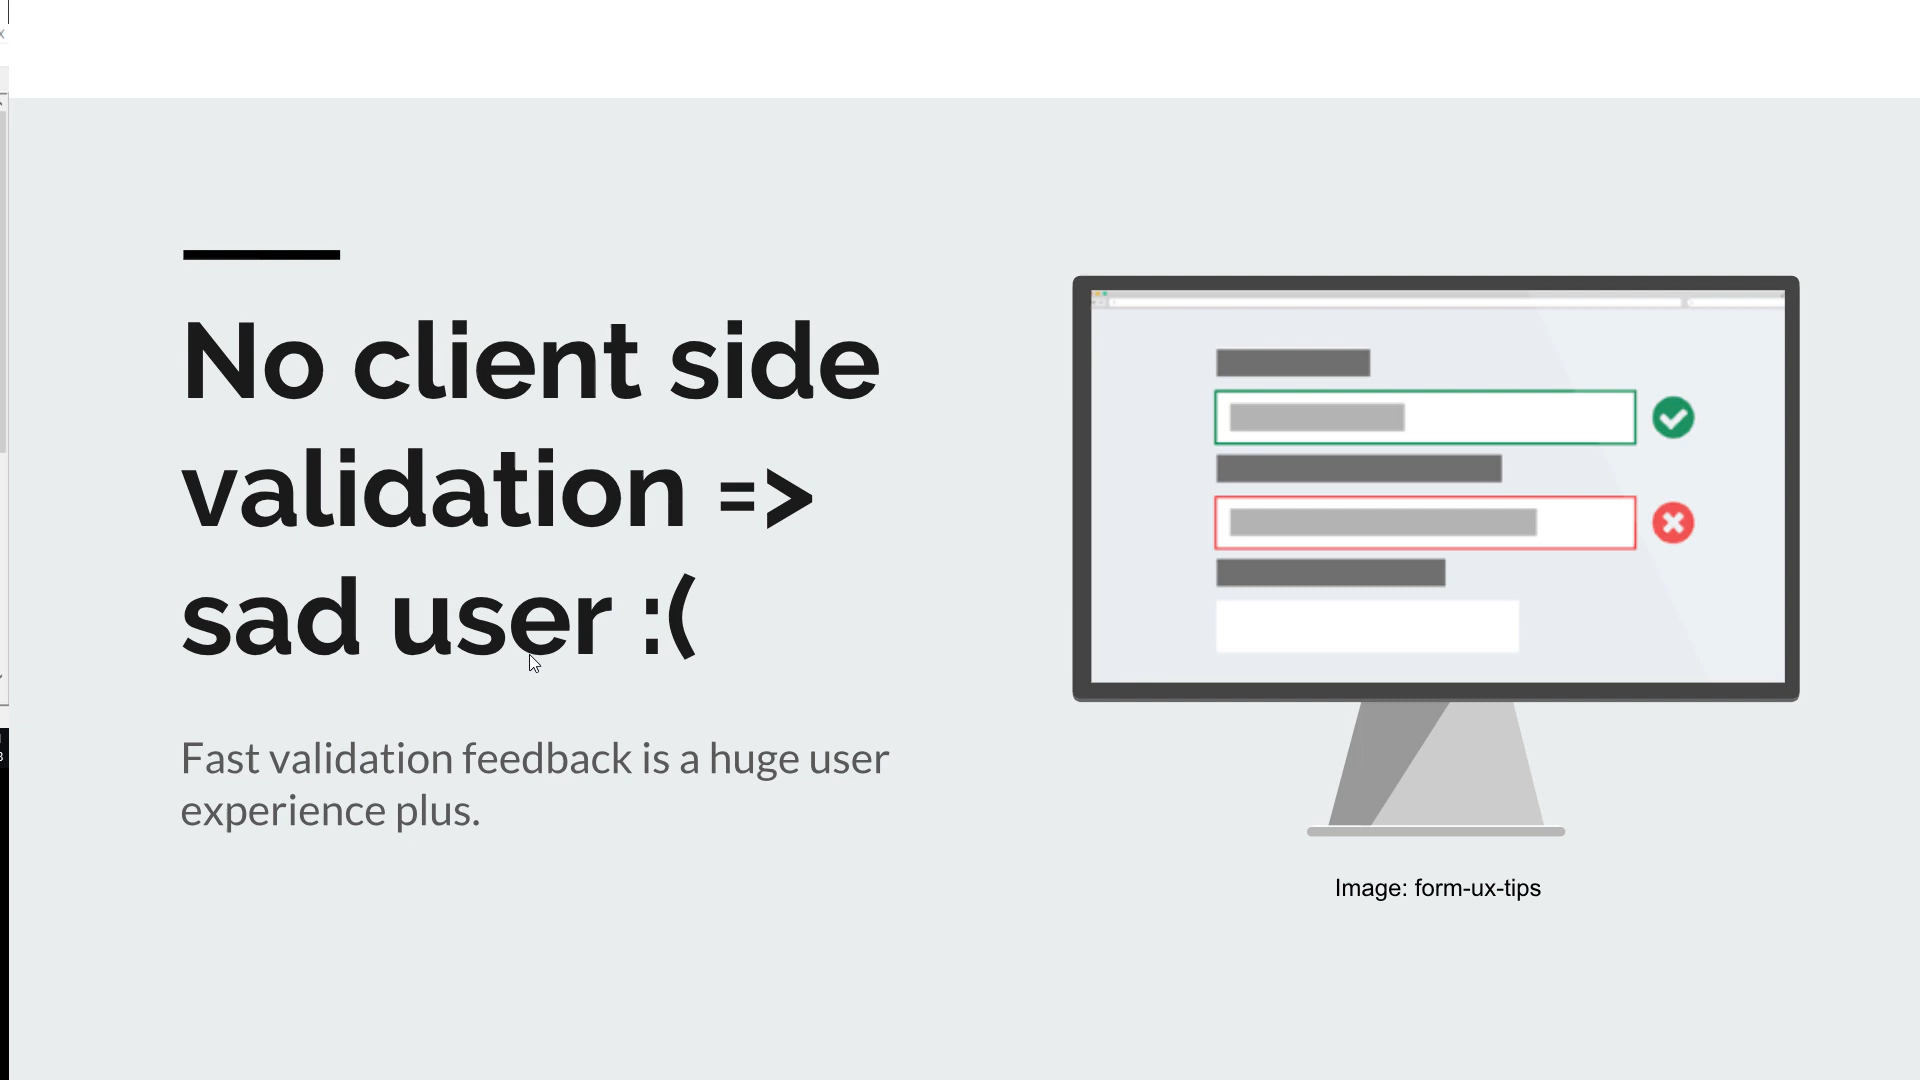 No client side
validation =>
sad user :(
Fast validation feedback is a huge user
experience plus.
Image: form-ux-tips